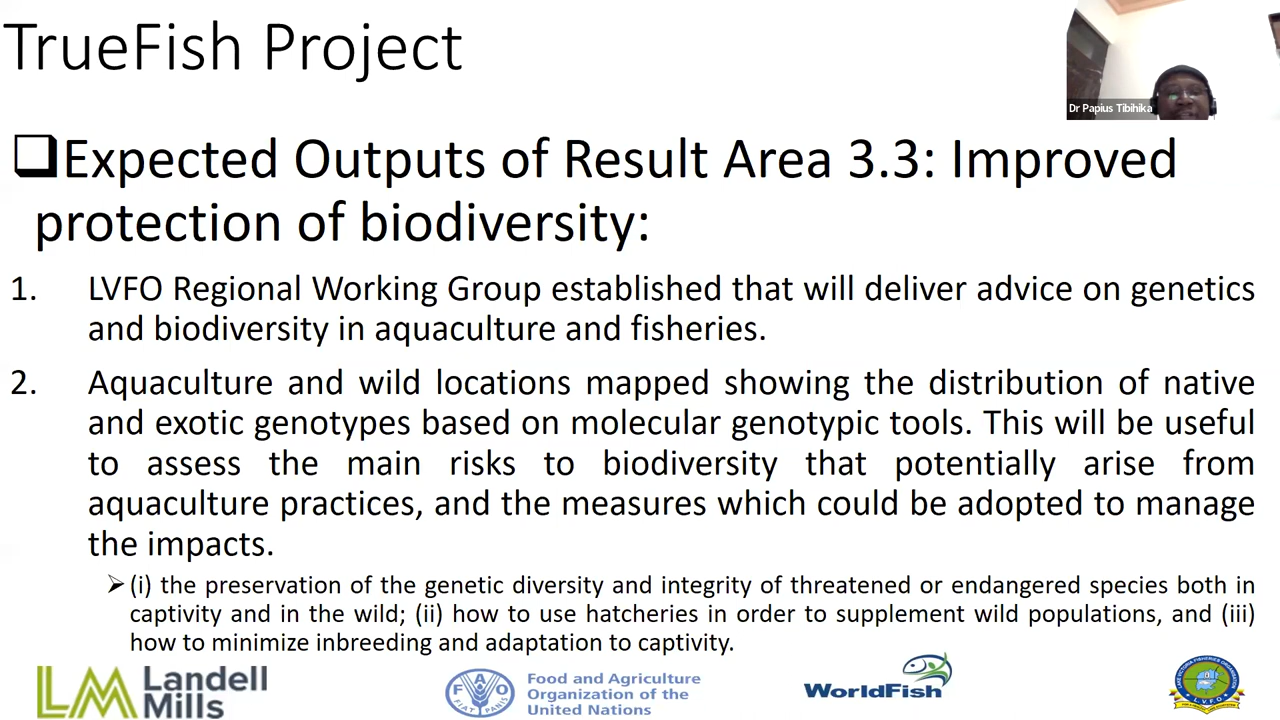 TrueFish Project
Dr Papius Tibihika
❑Expected Outputs of Result Area 3.3: Improved
protection of biodiversity:
1. LVFO Regional Working Group established that will deliver advice on genetics
and biodiversity in aquaculture and fisheries.
2. Aquaculture and wild locations mapped showing the distribution of native
and exotic genotypes based on molecular genotypic tools. This will be useful
to assess the main risks to biodiversity that potentially arise from
aquaculture practices, and the measures which could be adopted to manage
the impacts.
➢(i) the preservation of the genetic diversity and integrity of threatened or endangered species both in
captivity and in the wild; (ii) how to use hatcheries in order to supplement wild populations, and (iii)
how to minimize inbreeding and adaptation to captivity.
LM Landell
Mills
FAO
FIAT PANIS
Food and Agriculture
Organization of the
United Nations
WorldFish
LAKE VICTORIA FISHERIES ORGANIZATION
L.V.F.O